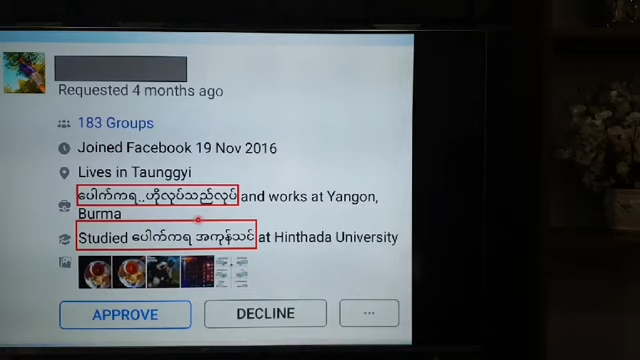 Requested 4 months ago
183 Groups
Joined Facebook 19 Nov 2016
Lives in Taunggyi
ပေါက်ကရ..ဟိုလုပ်သည်လုပ် and works at Yangon,
Burma
Studied ပေါက်ကရ အကုန်သင် at Hinthada University
APPROVE
DECLINE
...